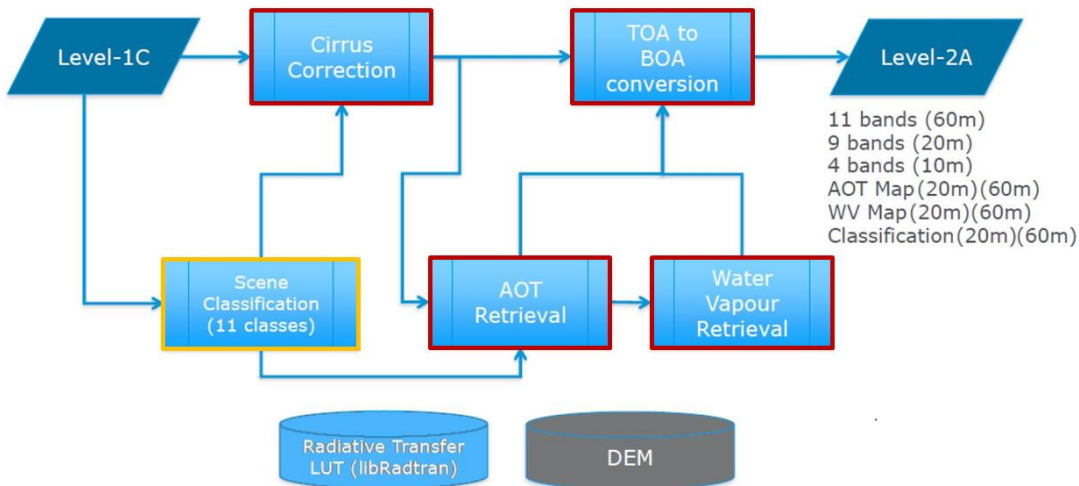 Level-1C
Cirrus
Correction
TOA to
BOA
conversion
Level-2A
11 bands (60m)
9 bands (20m)
4 bands (10m)
AOT Map(20m)(60m)
WV Map(20m)(60m)
Classification(20m)(60m)
Scene
Classification
(11 classes)
AOT
Retrieval
Water
Vapour
Retrieval
Radiative Transfer
LUT (libRadtran)
DEM